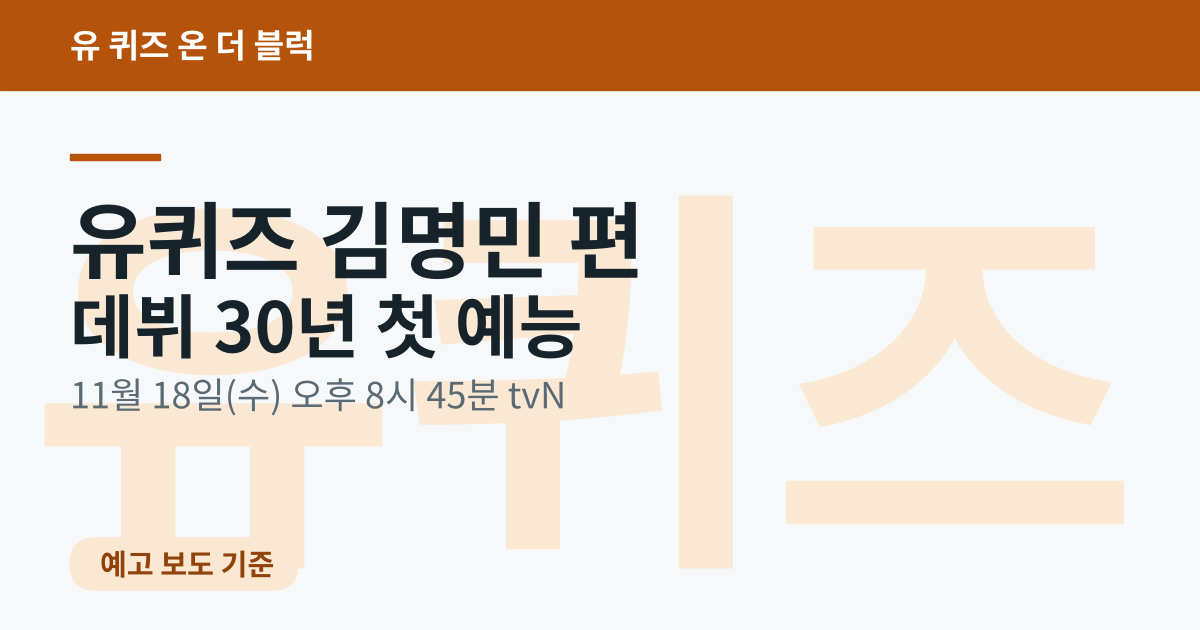 유 퀴즈 온 더 블럭
유퀴즈 김명민 편
데뷔 30년 첫 예능
11월 18일(수) 오후 8시 45분 tvN
유퀴즈
예고 보도 기준